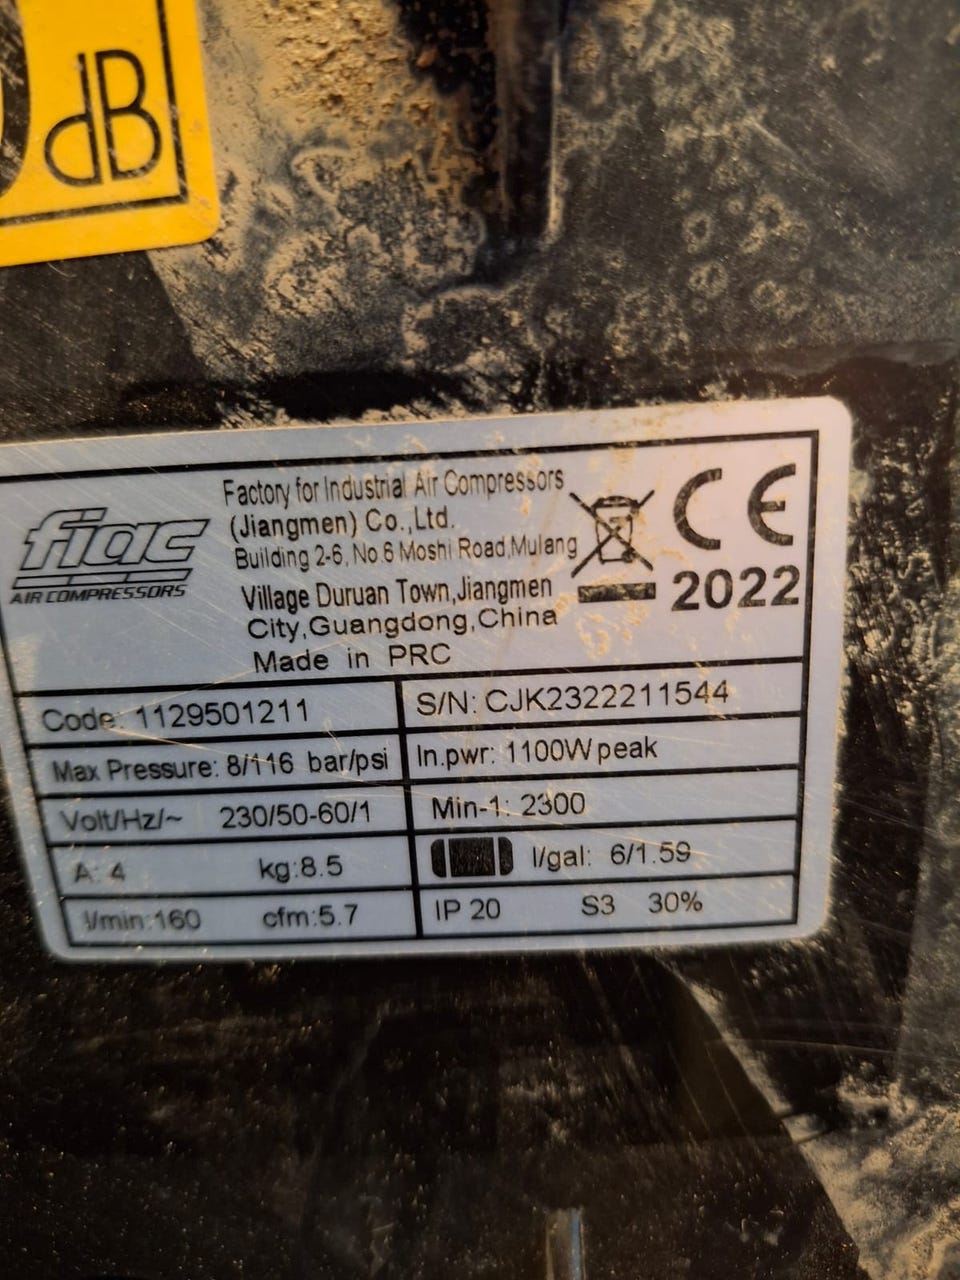 dB
fiac
AIR COMPRESSORS
Factory for Industrial Air Compressors
(Jiangmen) Co.,Ltd.
Building 2-6, No.6 Moshi Road,Mulang
Village Duruan Town,Jiangmen
City,Guangdong,China
Made in PRC
CE
2022
Code: 1129501211 S/N: CJK2322211544
Max Pressure: 8/116 bar/psi In.pwr: 1100W peak
Volt/Hz/~ 230/50-60/1 Min-1: 2300
A: 4 kg:8.5 l/gal: 6/1.59
l/min:160 cfm:5.7 IP 20 S3 30%